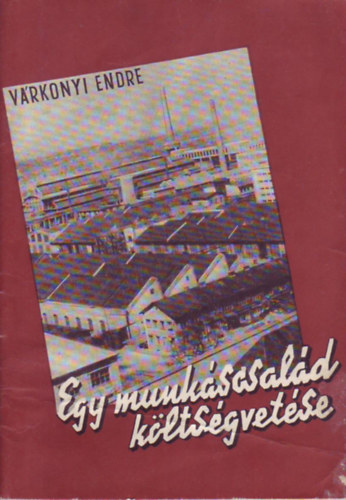 VÁRKONYI ENDRE
Egy munkáscsalád
költségvetése